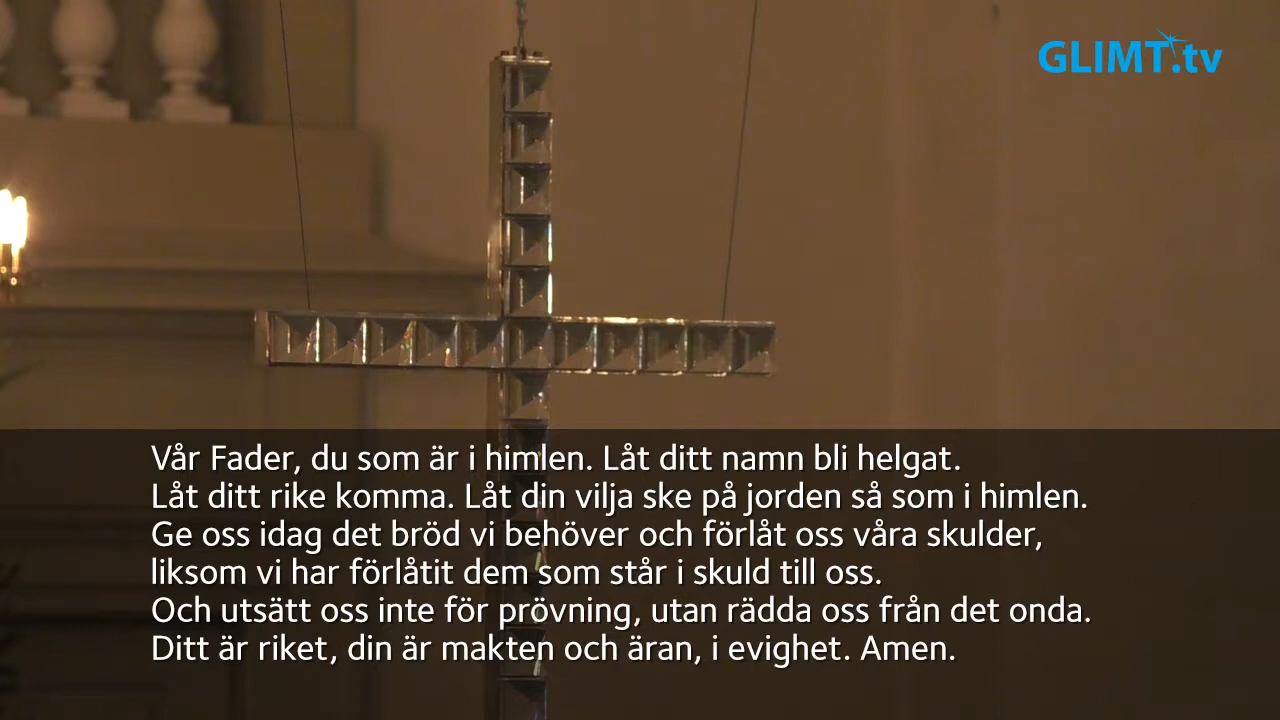 GLIMT.tv
Vår Fader, du som är i himlen. Låt ditt namn bli helgat.
Låt ditt rike komma. Låt din vilja ske på jorden så som i himlen.
Ge oss idag det bröd vi behöver och förlåt oss våra skulder,
liksom vi har förlåtit dem som står i skuld till oss.
Och utsätt oss inte för prövning, utan rädda oss från det onda.
Ditt är riket, din är makten och äran, i evighet. Amen.